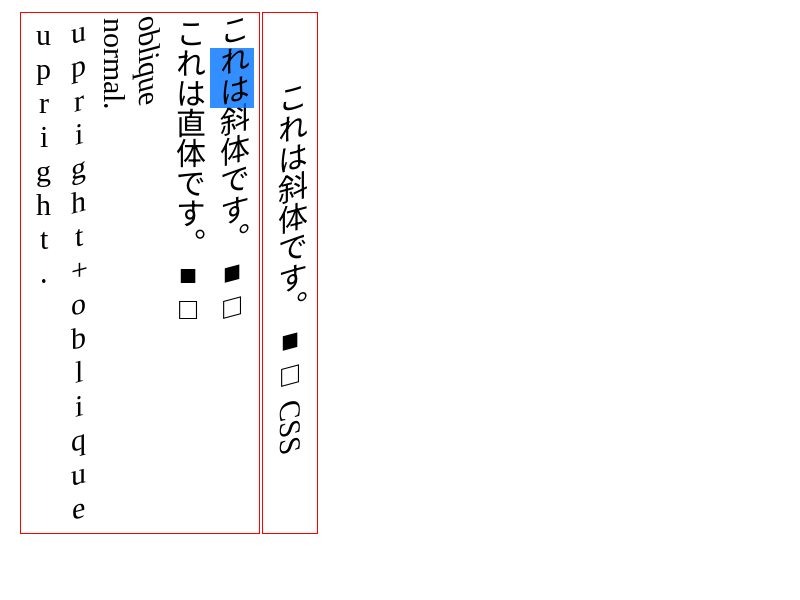 これは斜体です。■□ CSS
これは斜体です。■□
これは直体です。■□
oblique
normal.
upright+oblique
upright.